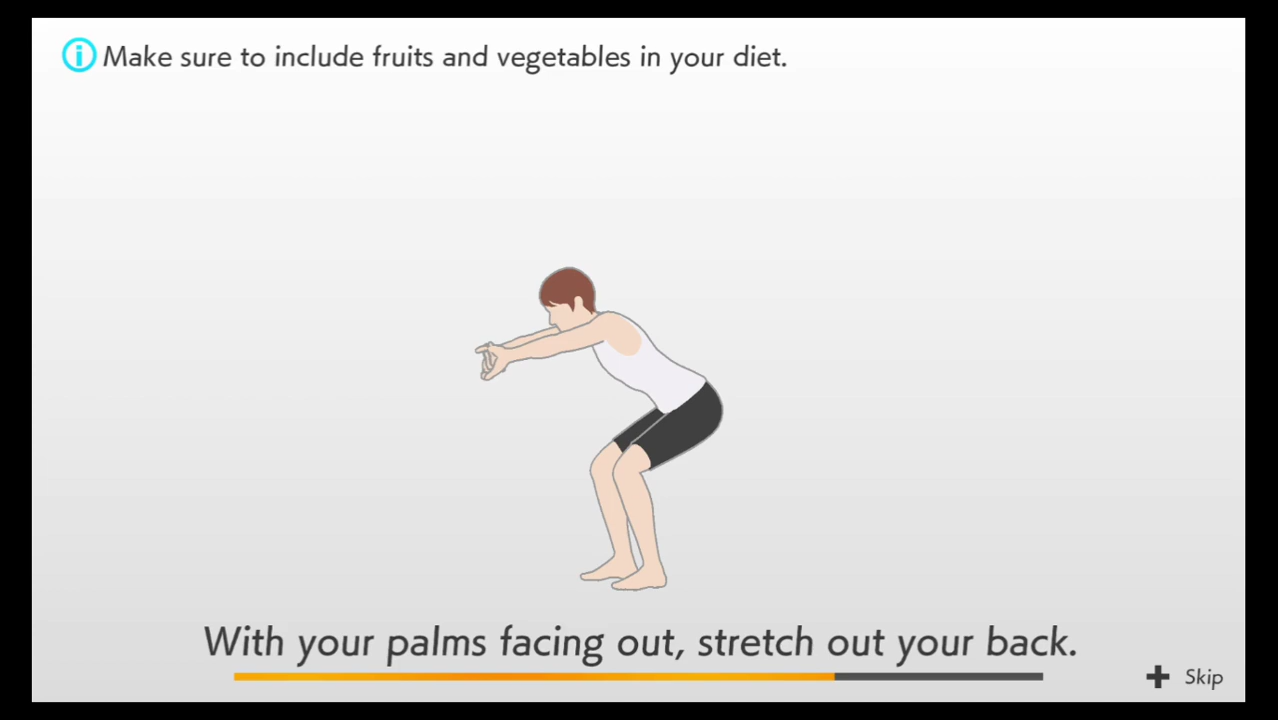 Make sure to include fruits and vegetables in your diet.
With your palms facing out, stretch out your back.
Skip